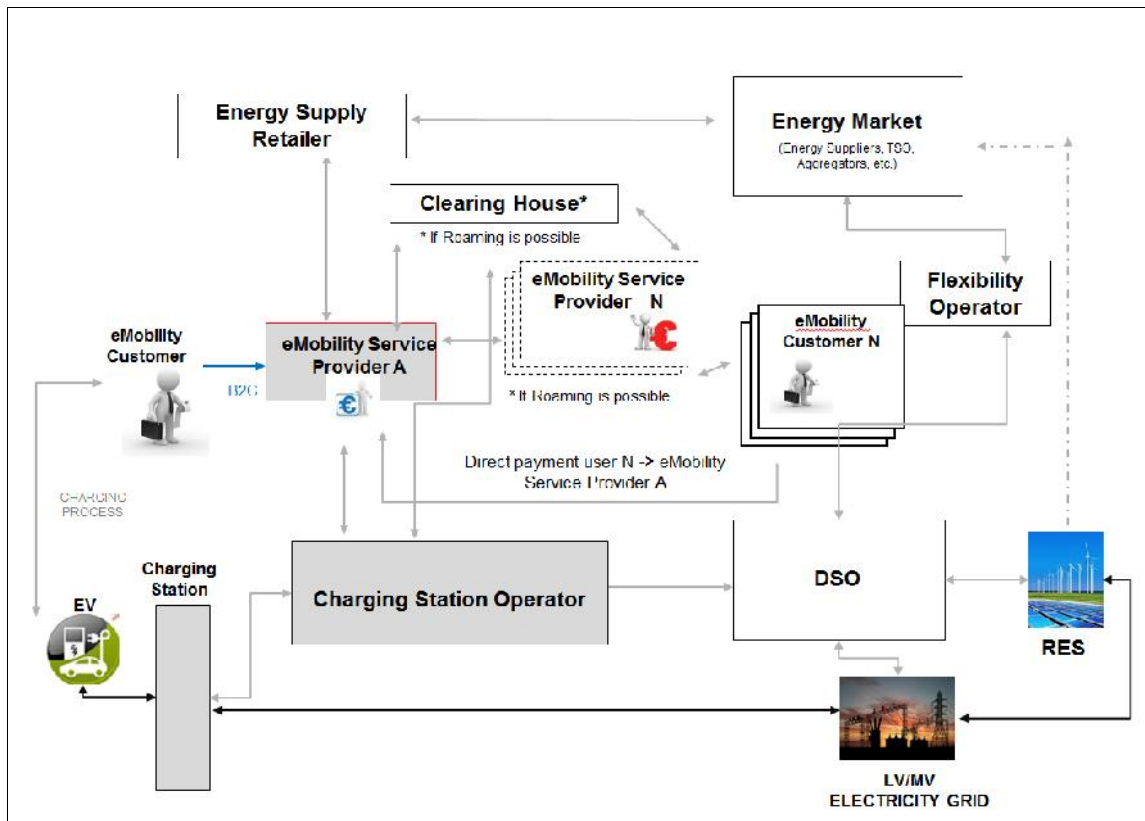 Energy Supply
Retailer
Energy Market
(Energy Suppliers, TSO,
Aggregators, etc.)
Clearing House*
* If Roaming is possible
eMobility Service
Provider N
€
Flexibility
Operator
eMobility
Customer N
eMobility
Customer
B2C
eMobility Service
Provider A
€
* If Roaming is possible
Direct payment user N -> eMobility
Service Provider A
CHARGING
PROCESS
Charging
Station
EV
Charging Station Operator
DSO
RES
LV/MV
ELECTRICITY GRID